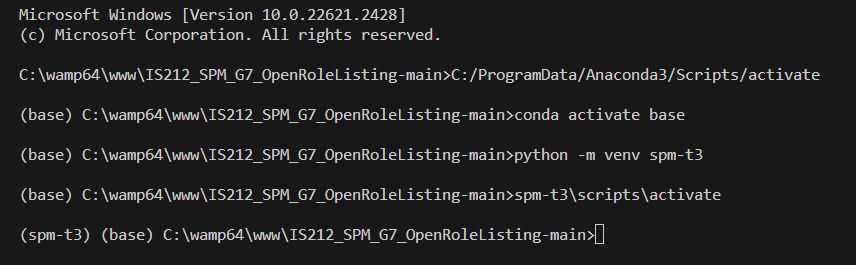 Microsoft Windows [Version 10.0.22621.2428]
(c) Microsoft Corporation. All rights reserved.
C:\wamp64\www\IS212_SPM_G7_OpenRoleListing-main>C:/ProgramData/Anaconda3/Scripts/activate
(base) C:\wamp64\www\IS212_SPM_G7_OpenRoleListing-main>conda activate base
(base) C:\wamp64\www\IS212_SPM_G7_OpenRoleListing-main>python -m venv spm-t3
(base) C:\wamp64\www\IS212_SPM_G7_OpenRoleListing-main>spm-t3\scripts\activate
(spm-t3) (base) C:\wamp64\www\IS212_SPM_G7_OpenRoleListing-main>